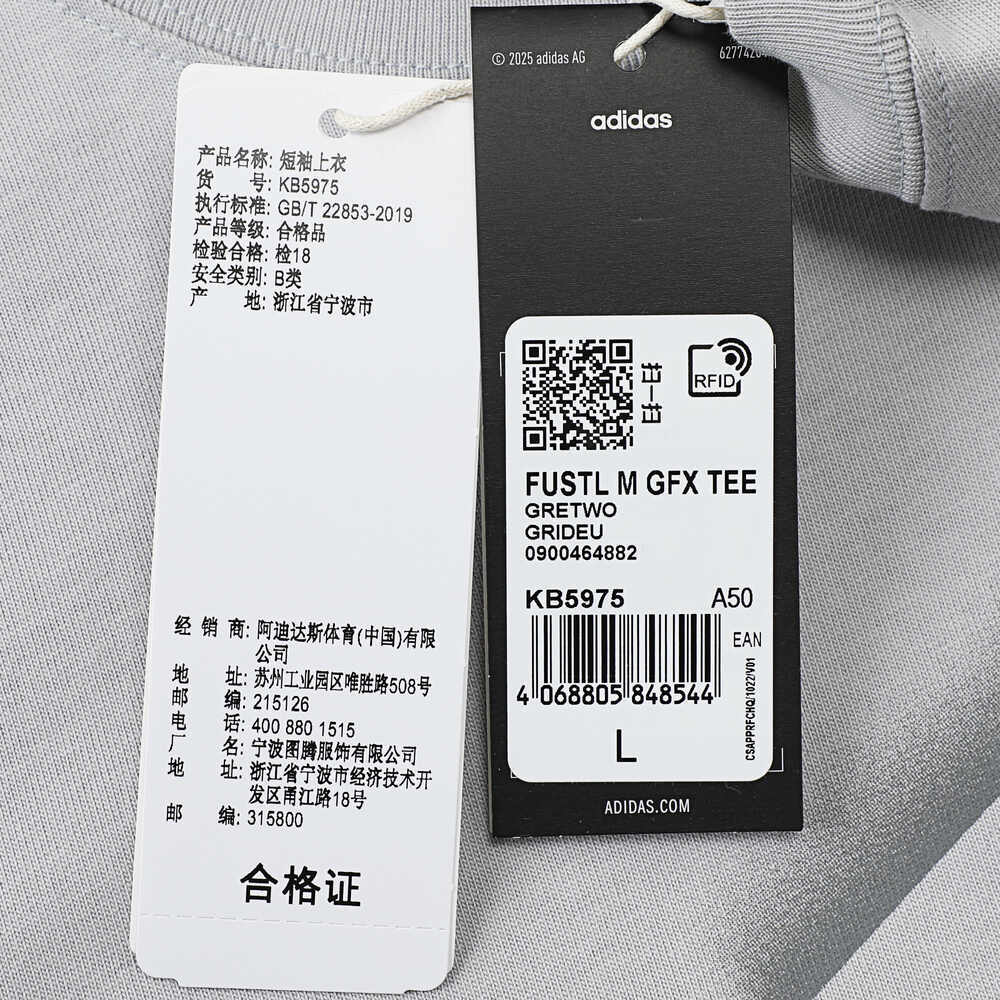 产品名称: 短袖上衣
货 号: KB5975
执行标准: GB/T 22853-2019
产品等级: 合格品
检验合格: 检18
安全类别: B类
产 地: 浙江省宁波市
经 销 商: 阿迪达斯体育(中国)有限
公司
地 址: 苏州工业园区唯胜路508号
邮 编: 215126
电 话: 400 880 1515
厂 名: 宁波图腾服饰有限公司
地 址: 浙江省宁波市经济技术开
发区甬江路18号
邮 编: 315800
合格证
© 2025 adidas AG
adidas
扫一扫
RFID
FUSTL M GFX TEE
GRETWO
GRIDEU
0900464882
KB5975 A50
EAN
4 068805 848544
CSAPPRFCHQ/1022/V01
L
ADIDAS.COM